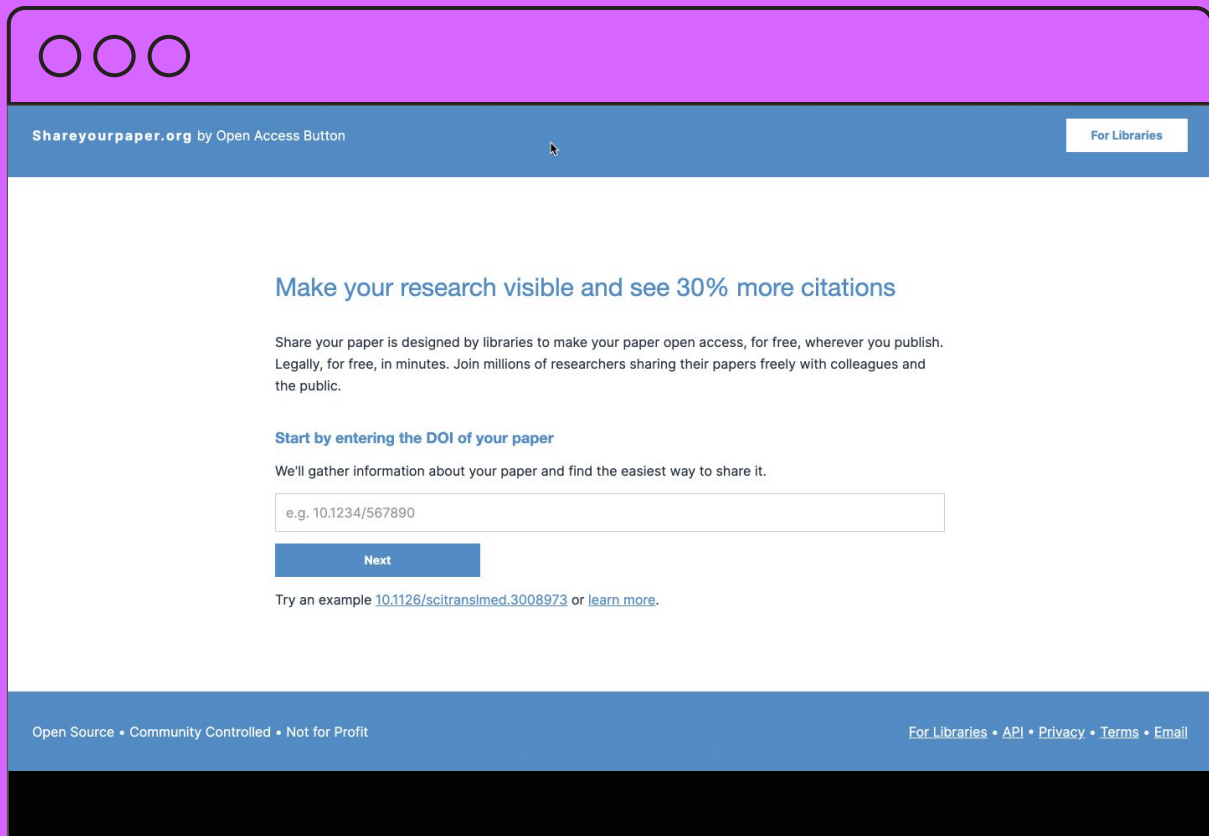 Shareyourpaper.org by Open Access Button
For Libraries
Make your research visible and see 30% more citations
Share your paper is designed by libraries to make your paper open access, for free, wherever you publish.
Legally, for free, in minutes. Join millions of researchers sharing their papers freely with colleagues and
the public.
Start by entering the DOI of your paper
We'll gather information about your paper and find the easiest way to share it.
e.g. 10.1234/567890
Next
Try an example 10.1126/scitranslmed.3008973 or learn more.
Open Source • Community Controlled • Not for Profit
For Libraries • API • Privacy • Terms • Email